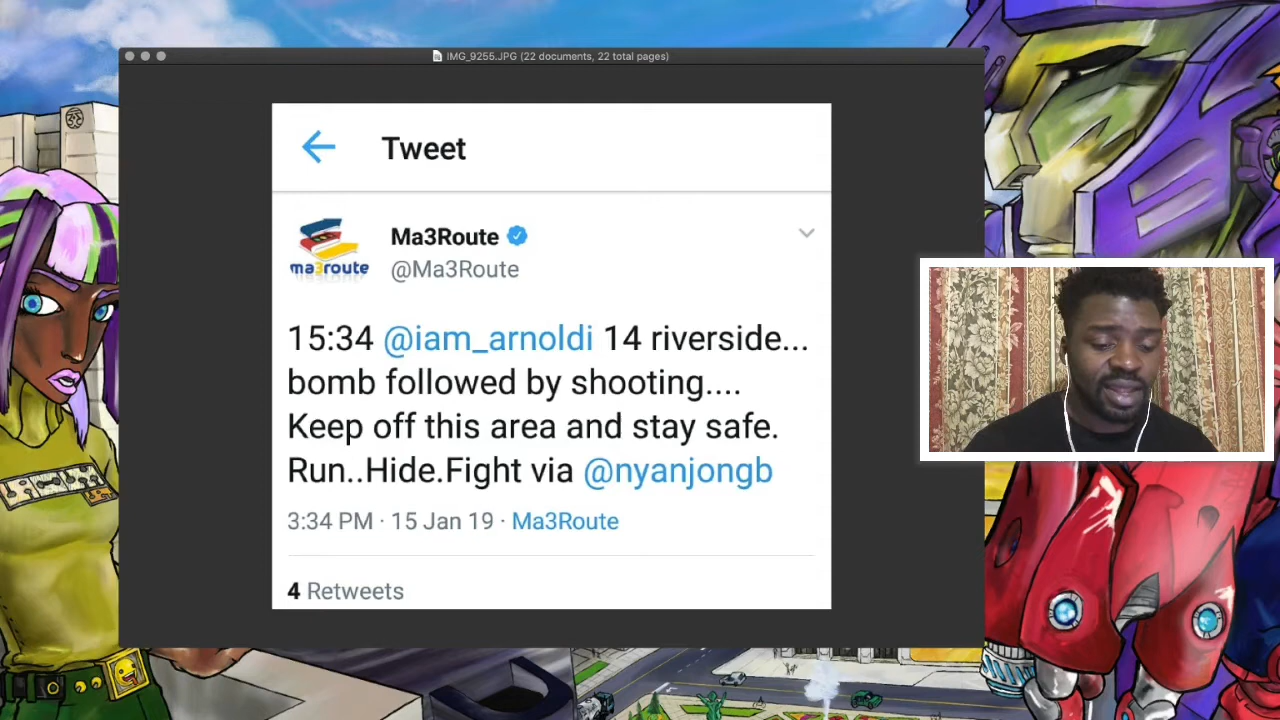 IMG_9255.JPG (22 documents, 22 total pages)
Tweet
Ma3Route
ma3route
@Ma3Route
15:34 @iam_arnoldi 14 riverside...
bomb followed by shooting....
Keep off this area and stay safe.
Run..Hide.Fight via @nyanjongb
3:34 PM · 15 Jan 19 · Ma3Route
4 Retweets